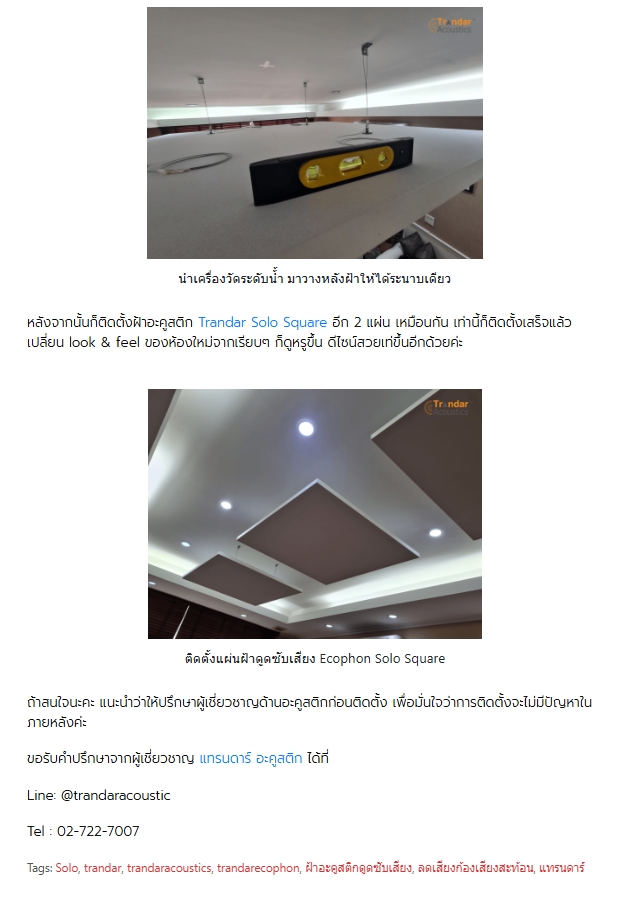 Trandar
Acoustics
นำเครื่องวัดระดับน้ำ มาวางหลังฝ้าให้ได้ระนาบเดียว
หลังจากนั้นก็ติดตั้งฝ้าอะคูสติก Trandar Solo Square อีก 2 แผ่น เหมือนกัน เท่านี้ก็ติดตั้งเสร็จแล้ว
เปลี่ยน look & feel ของห้องใหม่จากเรียบๆ ก็ดูหรูขึ้น ดีไซน์สวยเท่ขึ้นอีกด้วยค่ะ
Trandar
Acoustics
ติดตั้งแผ่นฝ้าดูดซับเสียง Ecophon Solo Square
ถ้าสนใจนะคะ แนะนำว่าให้ปรึกษาผู้เชี่ยวชาญด้านอะคูสติกก่อนติดตั้ง เพื่อมั่นใจว่าการติดตั้งจะไม่มีปัญหาใน
ภายหลังค่ะ
ขอรับคำปรึกษาจากผู้เชี่ยวชาญ แทรนดาร์ อะคูสติก ได้ที่
Line: @trandaracoustic
Tel : 02-722-7007
Tags: Solo, trandar, trandaracoustics, trandarecophon, ฝ้าอะคูสติกดูดซับเสียง, ลดเสียงก้องเสียงสะท้อน, แทรนดาร์